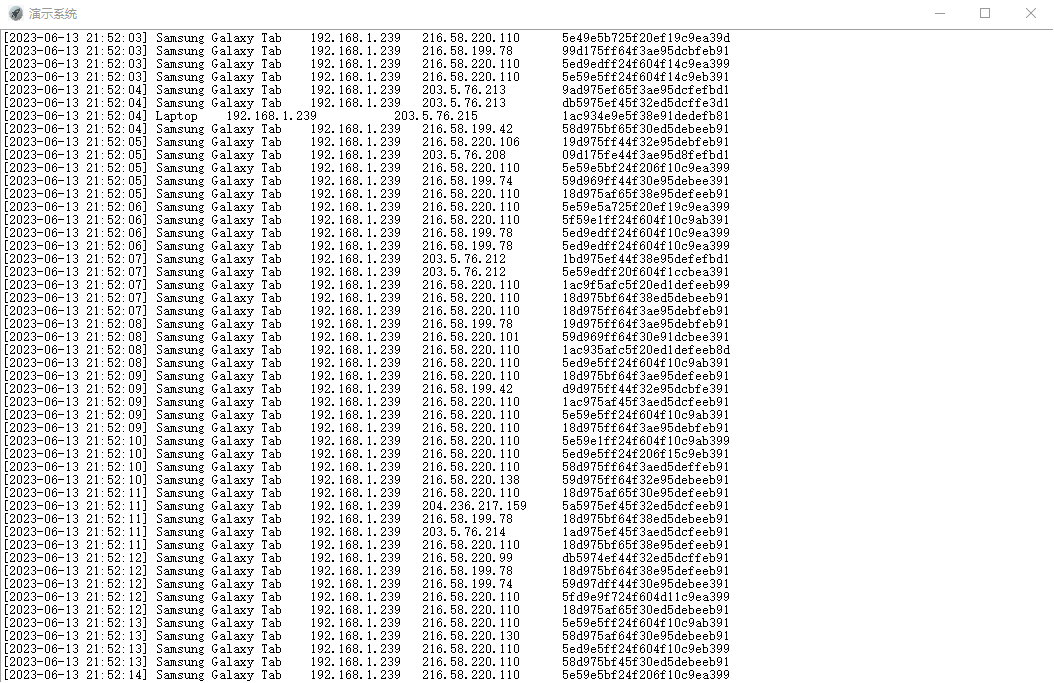 演示系统
[2023-06-13 21:52:03] Samsung Galaxy Tab 192.168.1.239 216.58.220.110 5e49e5b725f20ef19c9ea39d
[2023-06-13 21:52:03] Samsung Galaxy Tab 192.168.1.239 216.58.199.78 99d175ff64f3ae95dcbfeb91
[2023-06-13 21:52:03] Samsung Galaxy Tab 192.168.1.239 216.58.220.110 5ed9edff24f604f14c9ea399
[2023-06-13 21:52:03] Samsung Galaxy Tab 192.168.1.239 216.58.220.110 5e59e5ff24f604f14c9eb391
[2023-06-13 21:52:04] Samsung Galaxy Tab 192.168.1.239 203.5.76.213 9ad975ef65f3ae95dcfefbd1
[2023-06-13 21:52:04] Samsung Galaxy Tab 192.168.1.239 203.5.76.213 db5975ef45f32ed5dcffe3d1
[2023-06-13 21:52:04] Laptop 192.168.1.239 203.5.76.215 1ac934e9e5f38e91dedefb81
[2023-06-13 21:52:04] Samsung Galaxy Tab 192.168.1.239 216.58.199.42 58d975bf65f30ed5debeeb91
[2023-06-13 21:52:05] Samsung Galaxy Tab 192.168.1.239 216.58.220.106 19d975ff44f32e95debfeb91
[2023-06-13 21:52:05] Samsung Galaxy Tab 192.168.1.239 203.5.76.208 09d175fe44f3ae95d8fefbd1
[2023-06-13 21:52:05] Samsung Galaxy Tab 192.168.1.239 216.58.220.110 5e59e5bf24f206f10c9ea399
[2023-06-13 21:52:05] Samsung Galaxy Tab 192.168.1.239 216.58.199.74 59d969ff44f30e95debee391
[2023-06-13 21:52:05] Samsung Galaxy Tab 192.168.1.239 216.58.220.110 18d975af65f38e95defeeb91
[2023-06-13 21:52:05] Samsung Galaxy Tab 192.168.1.239 216.58.220.110 5e59e5a725f20ef19c9ea399
[2023-06-13 21:52:06] Samsung Galaxy Tab 192.168.1.239 216.58.220.110 5f59e1ff24f604f10c9ab391
[2023-06-13 21:52:06] Samsung Galaxy Tab 192.168.1.239 216.58.199.78 5ed9edff24f604f10c9ea399
[2023-06-13 21:52:06] Samsung Galaxy Tab 192.168.1.239 216.58.199.78 5ed9edff24f604f10c9ea399
[2023-06-13 21:52:07] Samsung Galaxy Tab 192.168.1.239 203.5.76.212 1bd975ef44f38e95defefbd1
[2023-06-13 21:52:07] Samsung Galaxy Tab 192.168.1.239 203.5.76.212 5e59edff20f604f1ccbea391
[2023-06-13 21:52:07] Samsung Galaxy Tab 192.168.1.239 216.58.220.110 1ac9f5afc5f20ed1defeeb99
[2023-06-13 21:52:07] Samsung Galaxy Tab 192.168.1.239 216.58.220.110 18d975bf64f38ed5debeeb91
[2023-06-13 21:52:07] Samsung Galaxy Tab 192.168.1.239 216.58.220.110 18d975ff64f3ae95debfeb91
[2023-06-13 21:52:08] Samsung Galaxy Tab 192.168.1.239 216.58.199.78 19d975ff64f3ae95debfeb91
[2023-06-13 21:52:08] Samsung Galaxy Tab 192.168.1.239 216.58.220.101 59d969ff64f30e91dcbee391
[2023-06-13 21:52:08] Samsung Galaxy Tab 192.168.1.239 216.58.220.110 1ac935afc5f20ed1defeeb8d
[2023-06-13 21:52:08] Samsung Galaxy Tab 192.168.1.239 216.58.220.110 5ed9e5ff24f604f10c9ab391
[2023-06-13 21:52:08] Samsung Galaxy Tab 192.168.1.239 216.58.220.110 18d975bf64f3ae95defeeb91
[2023-06-13 21:52:09] Samsung Galaxy Tab 192.168.1.239 216.58.199.42 d9d975ff44f32e95dcbfe391
[2023-06-13 21:52:09] Samsung Galaxy Tab 192.168.1.239 216.58.220.110 1ac975af45f3aed5dcfeeb91
[2023-06-13 21:52:09] Samsung Galaxy Tab 192.168.1.239 216.58.220.110 5e59e5ff24f604f10c9ab391
[2023-06-13 21:52:09] Samsung Galaxy Tab 192.168.1.239 216.58.220.110 18d975ff64f3ae95debfeb91
[2023-06-13 21:52:10] Samsung Galaxy Tab 192.168.1.239 216.58.220.110 5e59e1ff24f604f10c9ab399
[2023-06-13 21:52:10] Samsung Galaxy Tab 192.168.1.239 216.58.220.110 5ed9e5ff24f206f15c9eb391
[2023-06-13 21:52:10] Samsung Galaxy Tab 192.168.1.239 216.58.220.110 58d975ff64f3aed5deffeb91
[2023-06-13 21:52:10] Samsung Galaxy Tab 192.168.1.239 216.58.220.138 59d975ff64f32e95debeeb91
[2023-06-13 21:52:11] Samsung Galaxy Tab 192.168.1.239 216.58.220.110 18d975af65f30e95defeeb91
[2023-06-13 21:52:11] Samsung Galaxy Tab 192.168.1.239 204.236.217.159 5a5975ef45f32ed5dcfeeb91
[2023-06-13 21:52:11] Samsung Galaxy Tab 192.168.1.239 216.58.199.78 18d975bf64f38ed5debeeb91
[2023-06-13 21:52:11] Samsung Galaxy Tab 192.168.1.239 203.5.76.214 1ad975ef45f3aed5dcfeeb91
[2023-06-13 21:52:11] Samsung Galaxy Tab 192.168.1.239 216.58.220.110 18d975bf65f38e95defeeb91
[2023-06-13 21:52:12] Samsung Galaxy Tab 192.168.1.239 216.58.220.99 db5974ef44f32ed5dcffeb91
[2023-06-13 21:52:12] Samsung Galaxy Tab 192.168.1.239 216.58.199.78 18d975bf64f38e95defeeb91
[2023-06-13 21:52:12] Samsung Galaxy Tab 192.168.1.239 216.58.199.74 59d97dff44f30e95debee391
[2023-06-13 21:52:12] Samsung Galaxy Tab 192.168.1.239 216.58.220.110 5fd9e9f724f604d11c9ea399
[2023-06-13 21:52:12] Samsung Galaxy Tab 192.168.1.239 216.58.220.110 18d975af65f30ed5debeeb91
[2023-06-13 21:52:13] Samsung Galaxy Tab 192.168.1.239 216.58.220.110 5e59e5ff24f604f10c9ab391
[2023-06-13 21:52:13] Samsung Galaxy Tab 192.168.1.239 216.58.220.130 58d975af64f30e95debeeb91
[2023-06-13 21:52:13] Samsung Galaxy Tab 192.168.1.239 216.58.220.110 5ed9e5ff24f604f10c9eb399
[2023-06-13 21:52:13] Samsung Galaxy Tab 192.168.1.239 216.58.220.110 58d975bf45f30ed5debeeb91
[2023-06-13 21:52:14] Samsung Galaxy Tab 192.168.1.239 216.58.220.110 5e59e5bf24f206f10c9ea399